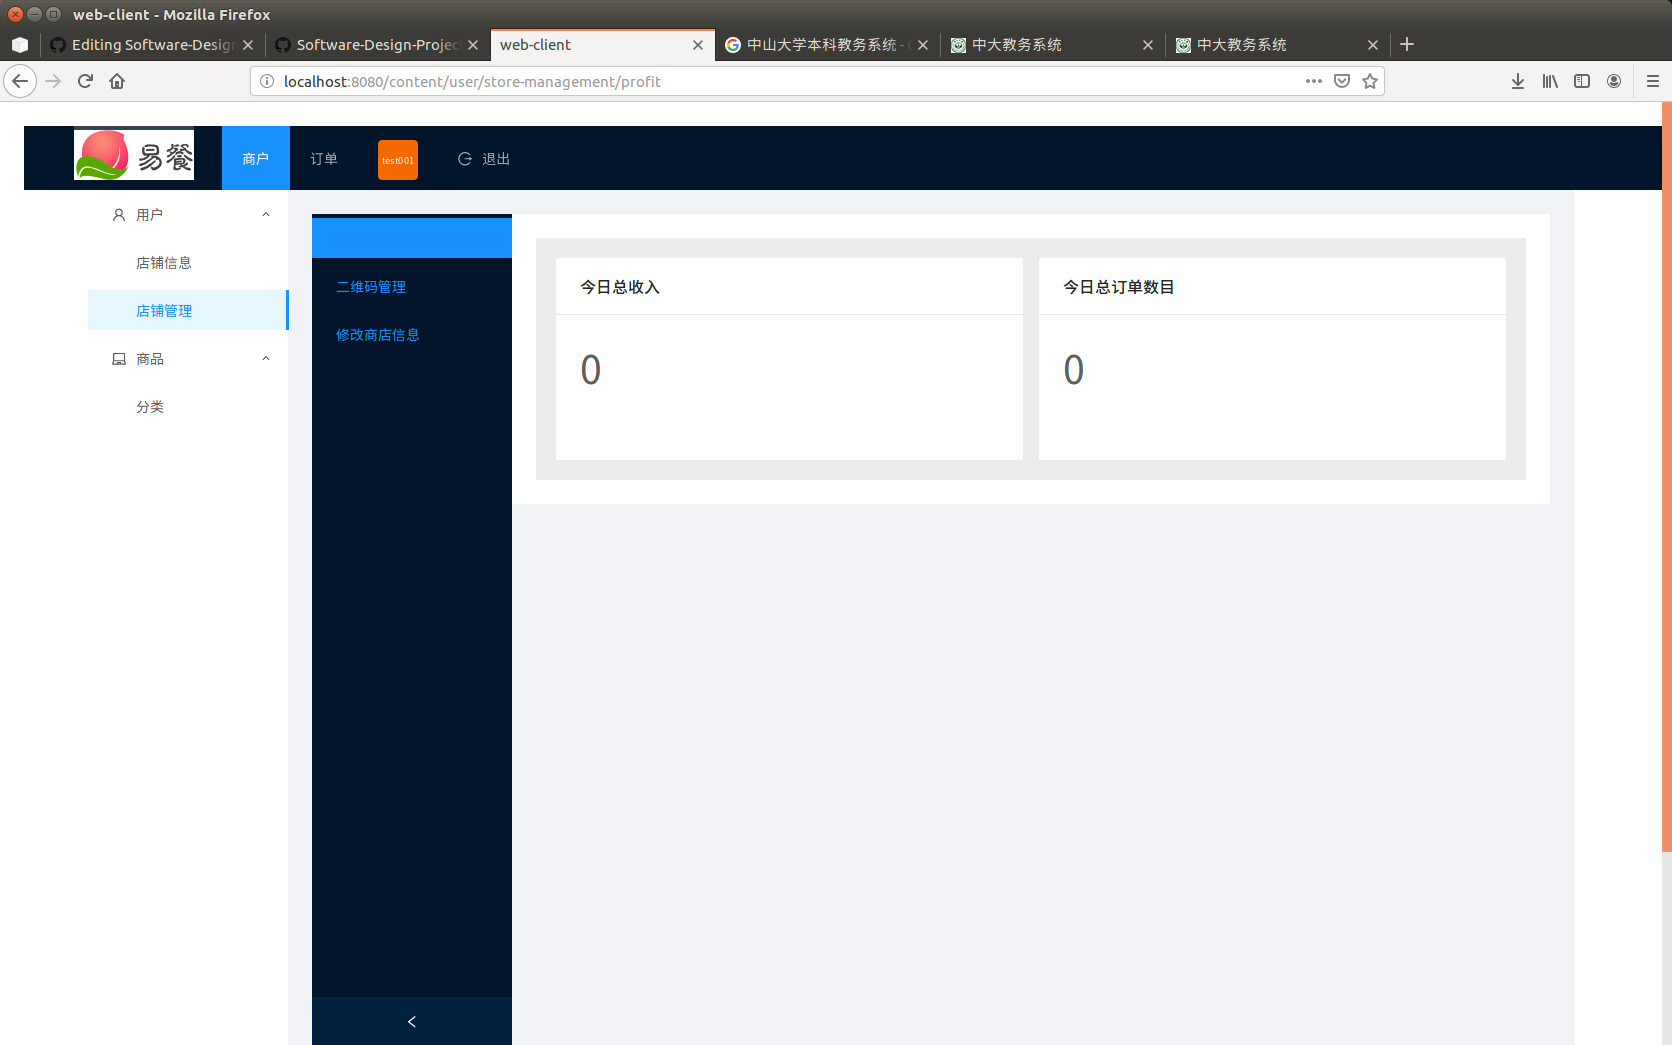 web-client - Mozilla Firefox
Editing Software-Desig
Software-Design-Projec
web-client
中山大学本科教务系统 -
中大教务系统
中大教务系统
localhost:8080/content/user/store-management/profit
易餐
商户
订单
test001
退出
用户
店铺信息
店铺管理
商品
分类
二维码管理
修改商店信息
今日总收入
0
今日总订单数目
0